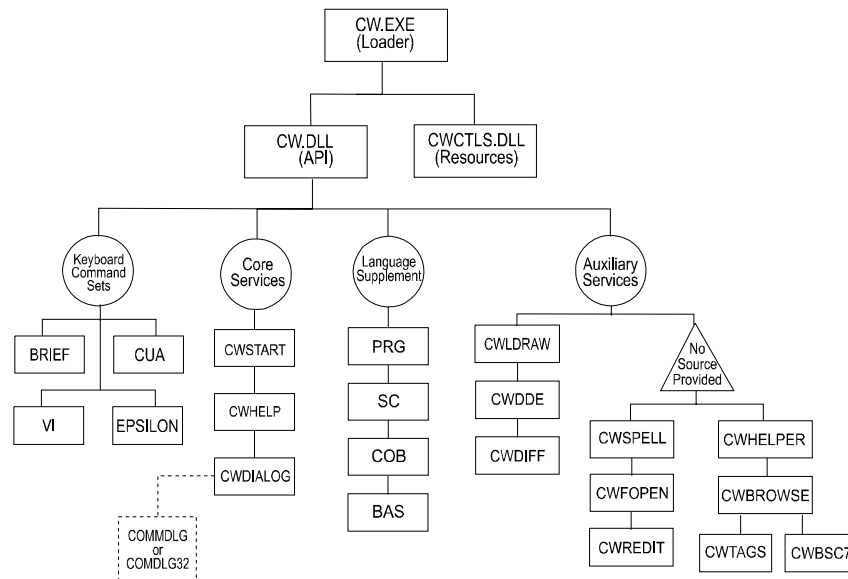 CW.EXE
(Loader)
CW.DLL
(API)
CWCTLS.DLL
(Resources)
Keyboard
Command
Sets
Core
Services
Language
Supplement
Auxiliary
Services
BRIEF
CUA
VI
EPSILON
CWSTART
CWHELP
CWDIALOG
COMMDLG
or
COMDLG32
PRG
SC
COB
BAS
CWLDRAW
CWDDE
CWDIFF
No
Source
Provided
CWSPELL
CWFOPEN
CWREDIT
CWHELPER
CWBROWSE
CWTAGS
CWBSC7